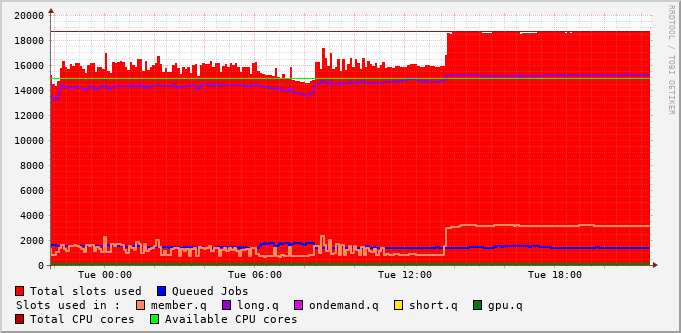 RRDTOOL / TOBI OETIKER
20000
18000
16000
14000
12000
10000
8000
6000
4000
2000
0
Tue 00:00 Tue 06:00 Tue 12:00 Tue 18:00
Total slots used Queued Jobs
Slots used in : member.q long.q ondemand.q short.q gpu.q
Total CPU cores Available CPU cores